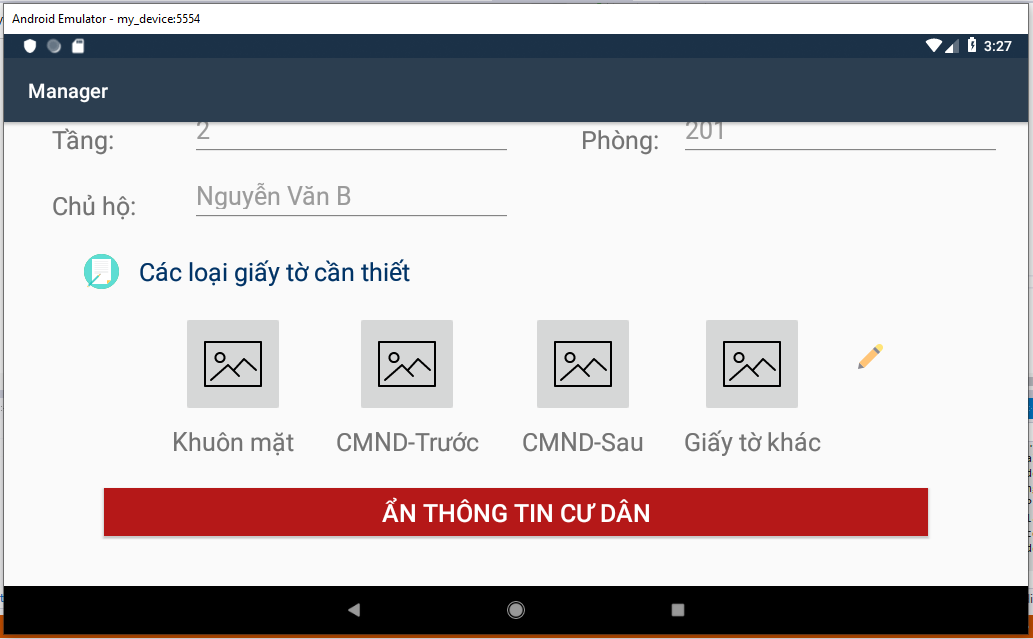 Android Emulator - my_device:5554
3:27
Manager
Tầng: 2 Phòng: 201
Chủ hộ: Nguyễn Văn B
Các loại giấy tờ cần thiết
Khuôn mặt CMND-Trước CMND-Sau Giấy tờ khác
ẨN THÔNG TIN CƯ DÂN